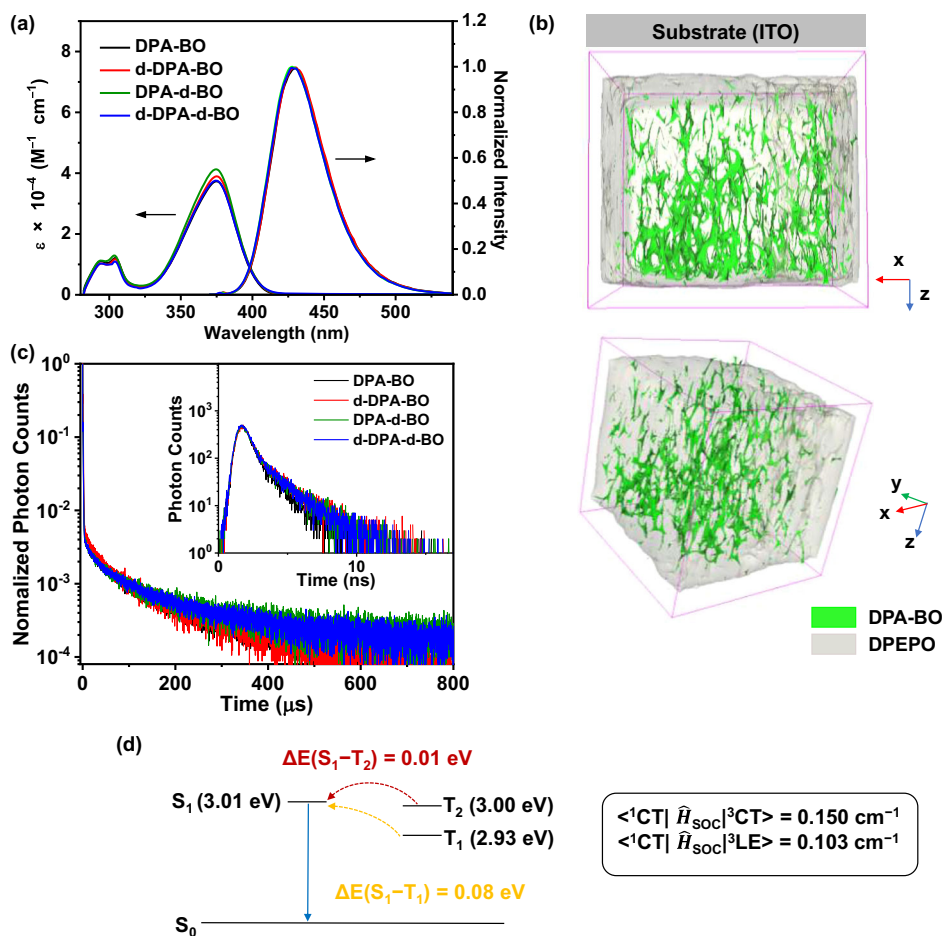 (a)
DPA-BO
d-DPA-BO
DPA-d-BO
d-DPA-d-BO
ε × 10⁻⁴ (M⁻¹ cm⁻¹)
8
6
4
2
0
1.2
1.0
0.8
0.6
0.4
0.2
0.0
Normalized Intensity
300 350 400 450 500
Wavelength (nm)
(b)
Substrate (ITO)
x
z
y
x
z
DPA-BO
DPEPO
(c)
Normalized Photon Counts
10⁰
10⁻¹
10⁻²
10⁻³
10⁻⁴
0 200 400 600 800
Time (μs)
DPA-BO
d-DPA-BO
DPA-d-BO
d-DPA-d-BO
Photon Counts
10³
10²
10¹
10⁰
0 5 10
Time (ns)
(d)
ΔE(S₁−T₂) = 0.01 eV
S₁ (3.01 eV)
T₂ (3.00 eV)
T₁ (2.93 eV)
ΔE(S₁−T₁) = 0.08 eV
S₀
<¹CT| Ĥ_SOC|³CT> = 0.150 cm⁻¹
<¹CT| Ĥ_SOC|³LE> = 0.103 cm⁻¹